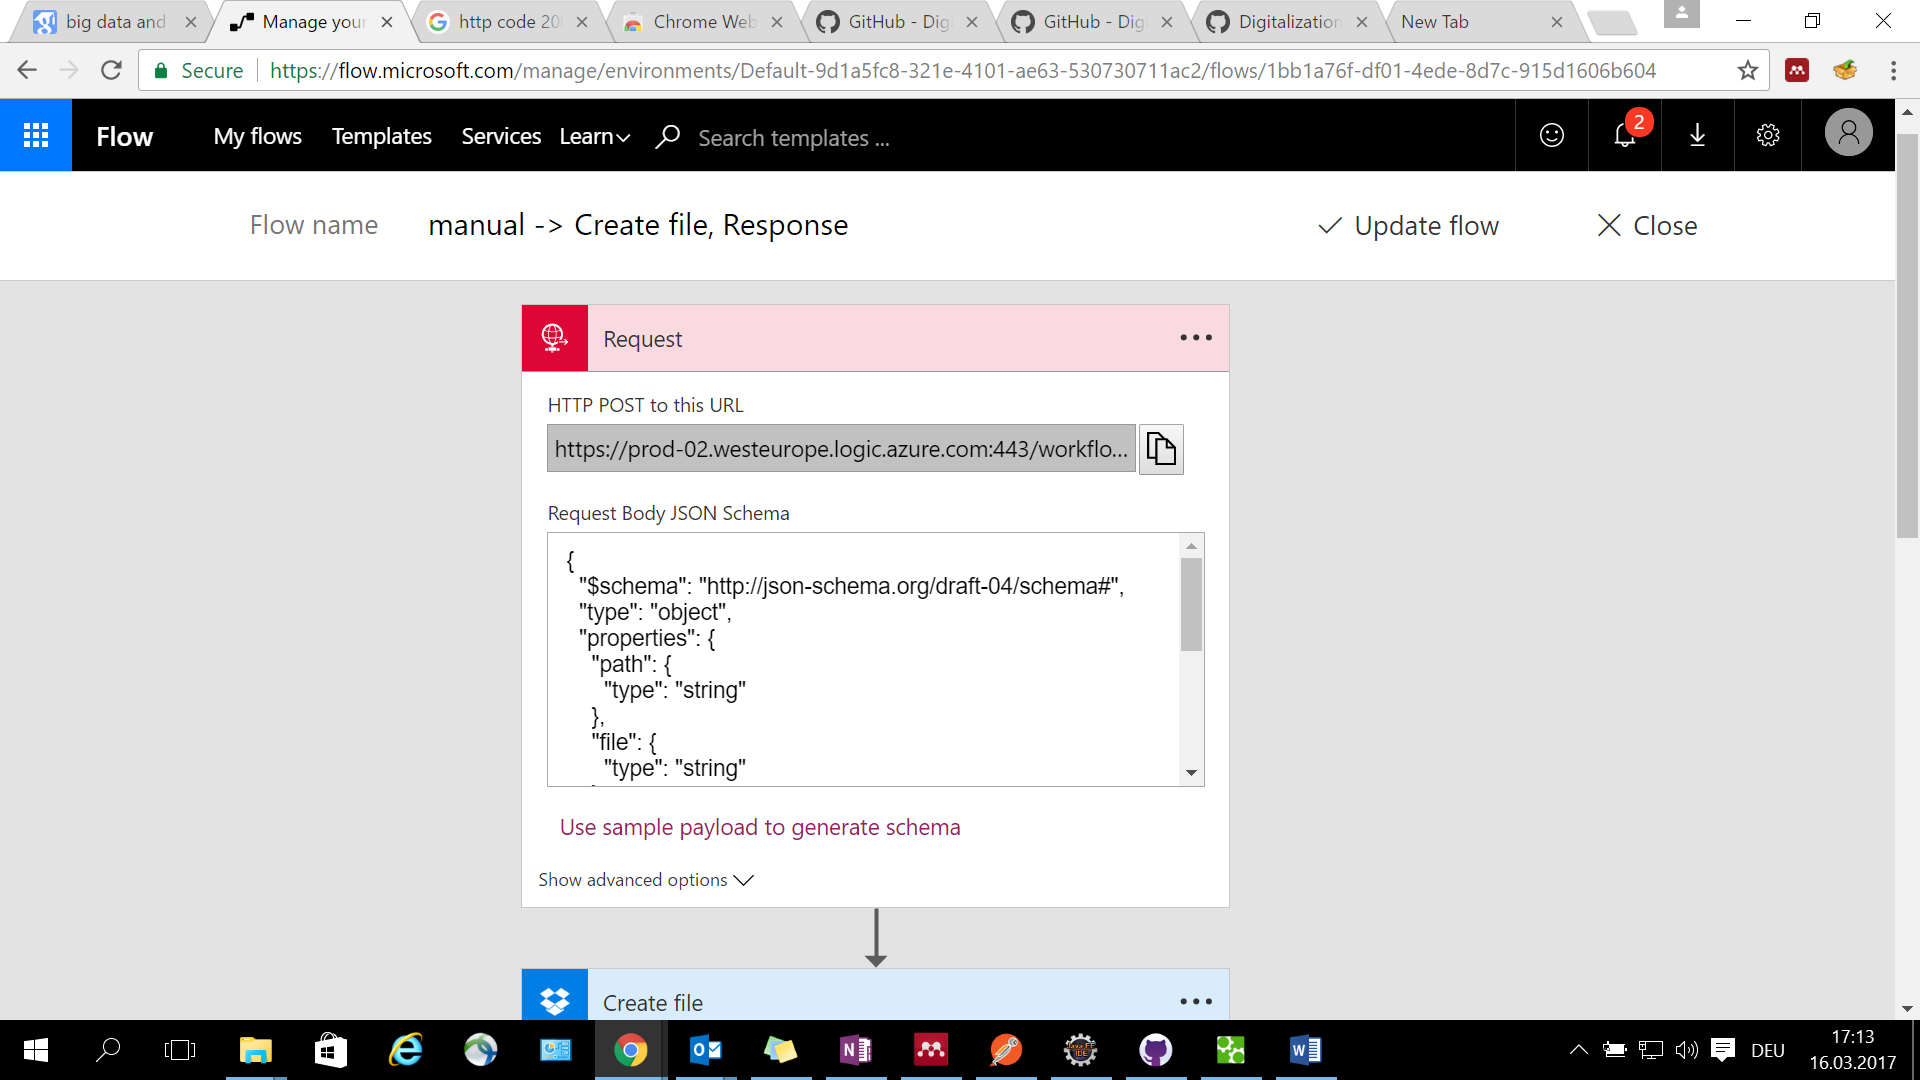 big data and
Manage your
http code 20
Chrome Web
GitHub - Dig
GitHub - Dig
Digitalization
New Tab
Secure
https://flow.microsoft.com/manage/environments/Default-9d1a5fc8-321e-4101-ae63-530730711ac2/flows/1bb1a76f-df01-4ede-8d7c-915d1606b604
Flow My flows Templates Services Learn Search templates ... 2
Flow name manual -> Create file, Response Update flow Close
Request
HTTP POST to this URL
https://prod-02.westeurope.logic.azure.com:443/workflo...
Request Body JSON Schema
{
"$schema": "http://json-schema.org/draft-04/schema#",
"type": "object",
"properties": {
"path": {
"type": "string"
},
"file": {
"type": "string"
Use sample payload to generate schema
Show advanced options
Create file
DEU
17:13
16.03.2017